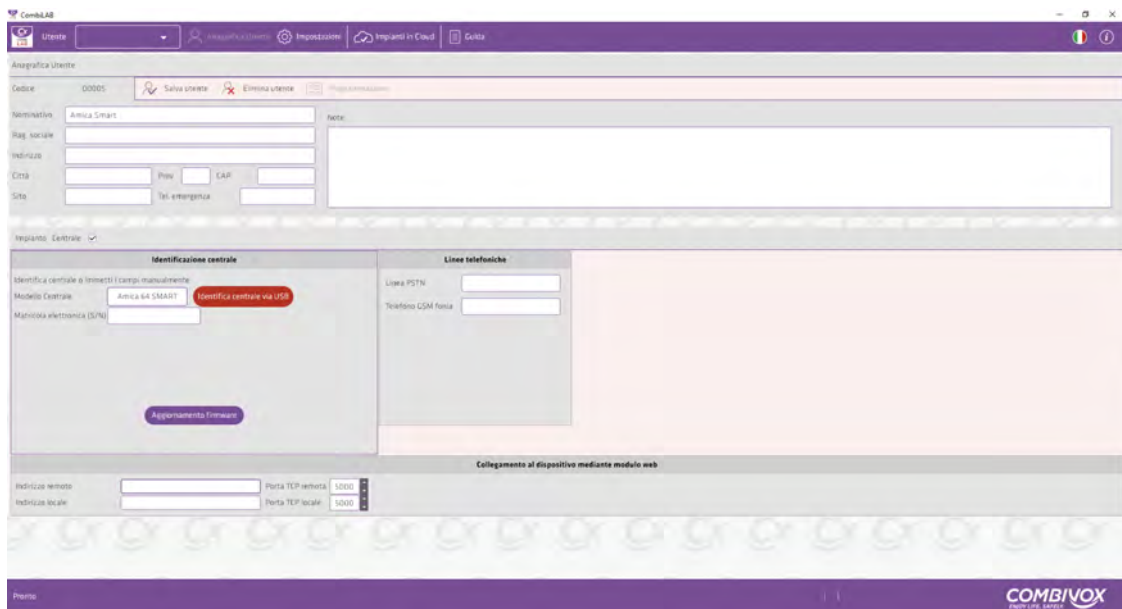 CombiLAB
Utente Impostazioni Impianti in Cloud Guida
Anagrafica Utente
Codice 00005 Salva utente Elimina utente
Nominativo Amica Smart Note
Rag. sociale
Indirizzo
Città Prov CAP
Sito Tel. emergenza
Impianto Centrale
Identificazione centrale Linee telefoniche
Identifica centrale o immetti i campi manualmente
Linea PSTN
Modello Centrale Amica 64 SMART Identifica centrale via USB
Telefono GSM fonia
Matricola elettronica (S/N)
Aggiornamento firmware
Collegamento al dispositivo mediante modulo web
Indirizzo remoto Porta TCP remota 5000
Indirizzo locale Porta TCP locale 5000
Pronto
COMBIVOX
ENJOY LIFE, SAFELY